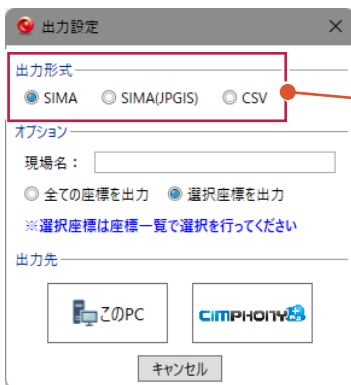 出力設定
出力形式
SIMA SIMA(JPGIS) CSV
オプション
現場名：
全ての座標を出力 選択座標を出力
※選択座標は座標一覧で選択を行ってください
出力先
このPC CIMPHONY
キャンセル